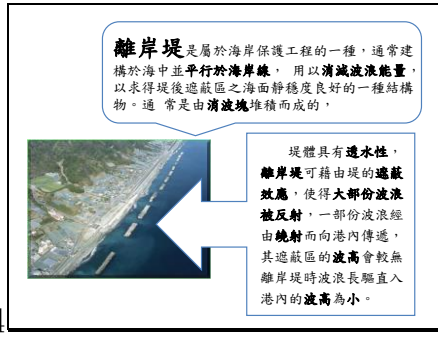 離岸堤是屬於海岸保護工程的一種，通常建
構於海中並平行於海岸線， 用以消減波浪能量，
以求得堤後遮蔽區之海面靜穩度良好的一種結構
物。通 常是由消波塊堆積而成的，
堤體具有透水性，
離岸堤可藉由堤的遮蔽
效應，使得大部份波浪
被反射，一部份波浪經
由繞射而向港內傳遞，
其遮蔽區的波高會較無
離岸堤時波浪長驅直入
港內的波高為小。